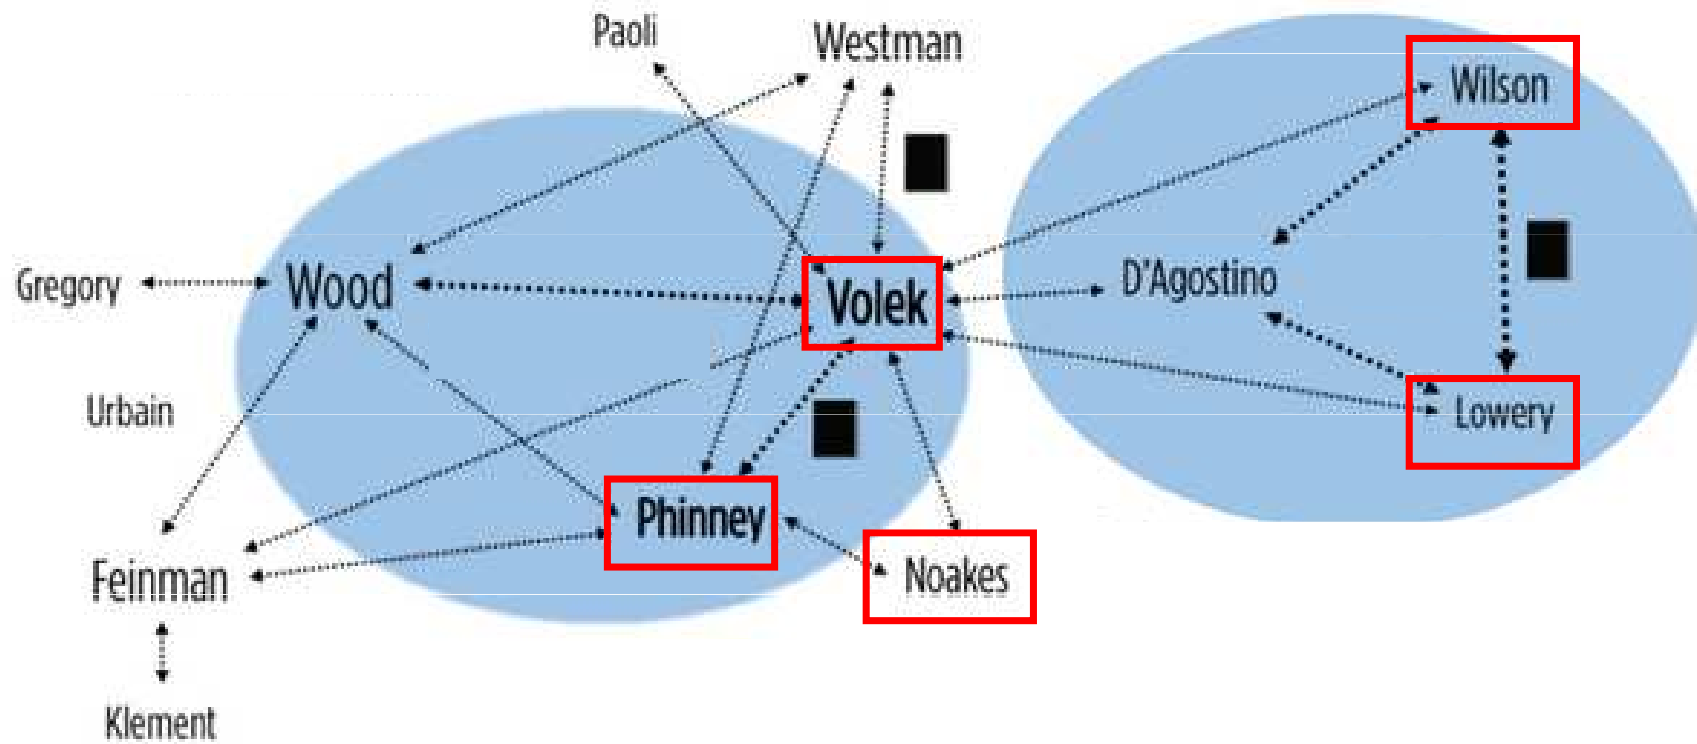 Paoli
Westman
Wilson
Gregory
Wood
Volek
D'Agostino
Urbain
Lowery
Phinney
Feinman
Noakes
Klement